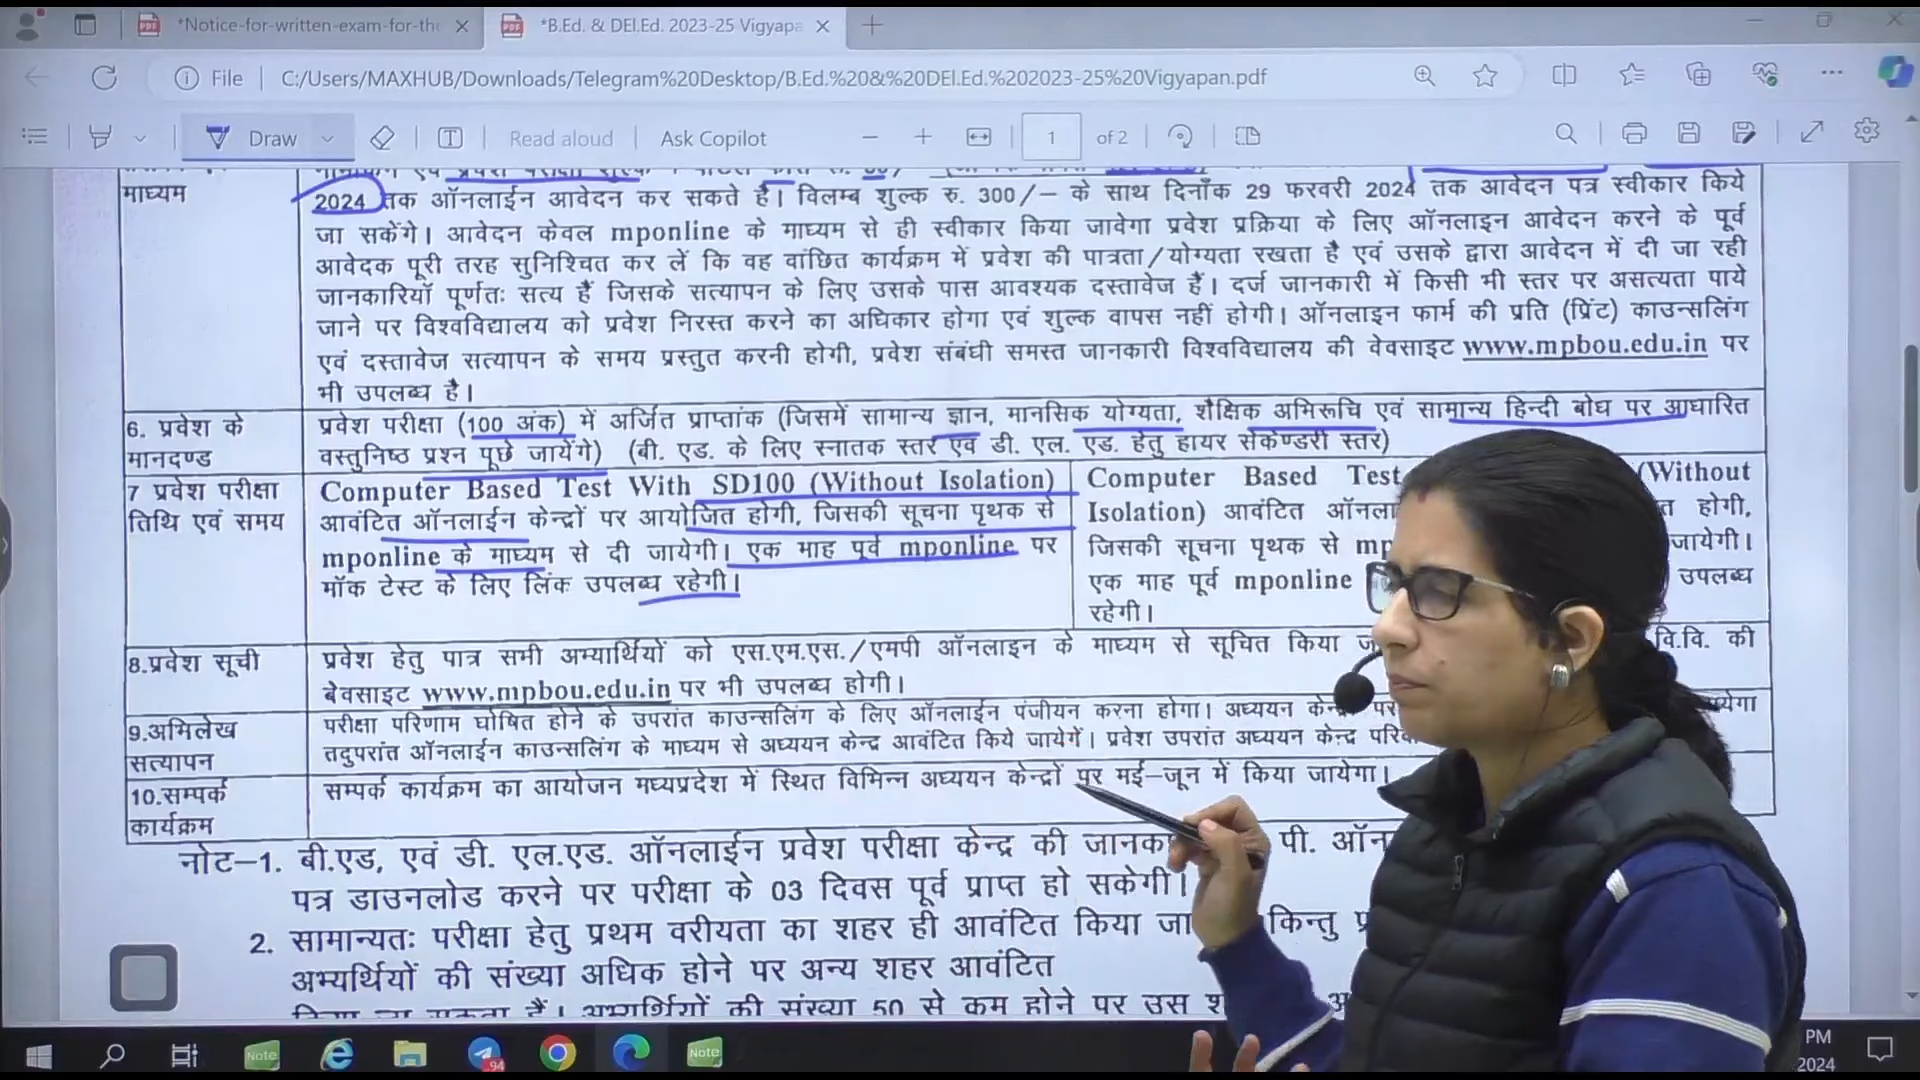 *Notice-for-written-exam-for-the
*B.Ed. & DEl.Ed. 2023-25 Vigyapa
File
C:/Users/MAXHUB/Downloads/Telegram%20Desktop/B.Ed.%20&%20DEl.Ed.%202023-25%20Vigyapan.pdf
Draw
Read aloud
Ask Copilot
1
of 2
माध्यम
2024 तक ऑनलाईन आवेदन कर सकते है। विलम्ब शुल्क रु. 300/– के साथ दिनाँक 29 फरवरी 2024 तक आवेदन पत्र स्वीकार किये
जा सकेंगे। आवेदन केवल mponline के माध्यम से ही स्वीकार किया जावेगा प्रवेश प्रक्रिया के लिए ऑनलाइन आवेदन करने के पूर्व
आवेदक पूरी तरह सुनिश्चित कर लें कि वह वांछित कार्यक्रम में प्रवेश की पात्रता/योग्यता रखता है एवं उसके द्वारा आवेदन में दी जा रही
जानकारियॉ पूर्णतः सत्य हैं जिसके सत्यापन के लिए उसके पास आवश्यक दस्तावेज हैं। दर्ज जानकारी में किसी भी स्तर पर असत्यता पाये
जाने पर विश्वविद्यालय को प्रवेश निरस्त करने का अधिकार होगा एवं शुल्क वापस नहीं होगी। ऑनलाइन फार्म की प्रति (प्रिंट) काउन्सलिंग
एवं दस्तावेज सत्यापन के समय प्रस्तुत करनी होगी, प्रवेश संबंधी समस्त जानकारी विश्वविद्यालय की वेवसाइट www.mpbou.edu.in पर
भी उपलब्ध है।
6. प्रवेश के
मानदण्ड
प्रवेश परीक्षा (100 अंक) में अर्जित प्राप्तांक (जिसमें सामान्य ज्ञान, मानसिक योग्यता, शैक्षिक अभिरूचि एवं सामान्य हिन्दी बोध पर आधारित
वस्तुनिष्ठ प्रश्न पूछे जायेंगे) (बी. एड. के लिए स्नातक स्तर एवं डी. एल. एड. हेतु हायर सेकेण्डरी स्तर)
7 प्रवेश परीक्षा
तिथि एवं समय
Computer Based Test With SD100 (Without Isolation)
आवंटित ऑनलाईन केन्द्रों पर आयोजित होगी, जिसकी सूचना पृथक से
mponline के माध्यम से दी जायेगी। एक माह पूर्व mponline पर
मॉक टेस्ट के लिए लिंक उपलब्ध रहेगी।
Computer Based Test (Without
Isolation) आवंटित होगी,
जिसकी सूचना पृथक से जायेगी।
एक माह पूर्व mponline उपलब्ध
रहेगी।
8.प्रवेश सूची
प्रवेश हेतु पात्र सभी अभ्यार्थियों को एस.एम.एस./एमपी ऑनलाइन के माध्यम से सूचित किया वि.वि. की
बेवसाइट www.mpbou.edu.in पर भी उपलब्ध होगी।
9.अभिलेख
सत्यापन
परीक्षा परिणाम घोषित होने के उपरांत काउन्सलिंग के लिए ऑनलाईन पंजीयन करना होगा। अध्ययन
तदुपरांत ऑनलाईन काउन्सलिंग के माध्यम से अध्ययन केन्द्र आवंटित किये जायेगें। प्रवेश उपरांत अध्ययन केन्द्र
10.सम्पर्क
कार्यक्रम
सम्पर्क कार्यक्रम का आयोजन मध्यप्रदेश में स्थित विभिन्न अध्ययन केन्द्रों पर मई–जून में किया जायेगा।
नोट–1. बी.एड, एवं डी. एल.एड. ऑनलाईन प्रवेश परीक्षा केन्द्र की पी.
पत्र डाउनलोड करने पर परीक्षा के 03 दिवस पूर्व प्राप्त हो सकेगी।
2. सामान्यतः परीक्षा हेतु प्रथम वरीयता का शहर ही आवंटित किया किन्तु
अभ्यर्थियों की संख्या अधिक होने पर अन्य शहर आवंटित
किया जा सकता हैं। अभ्यार्थियों की संख्या 50 से कम होने पर उस
Note
94
Note
PM
2024